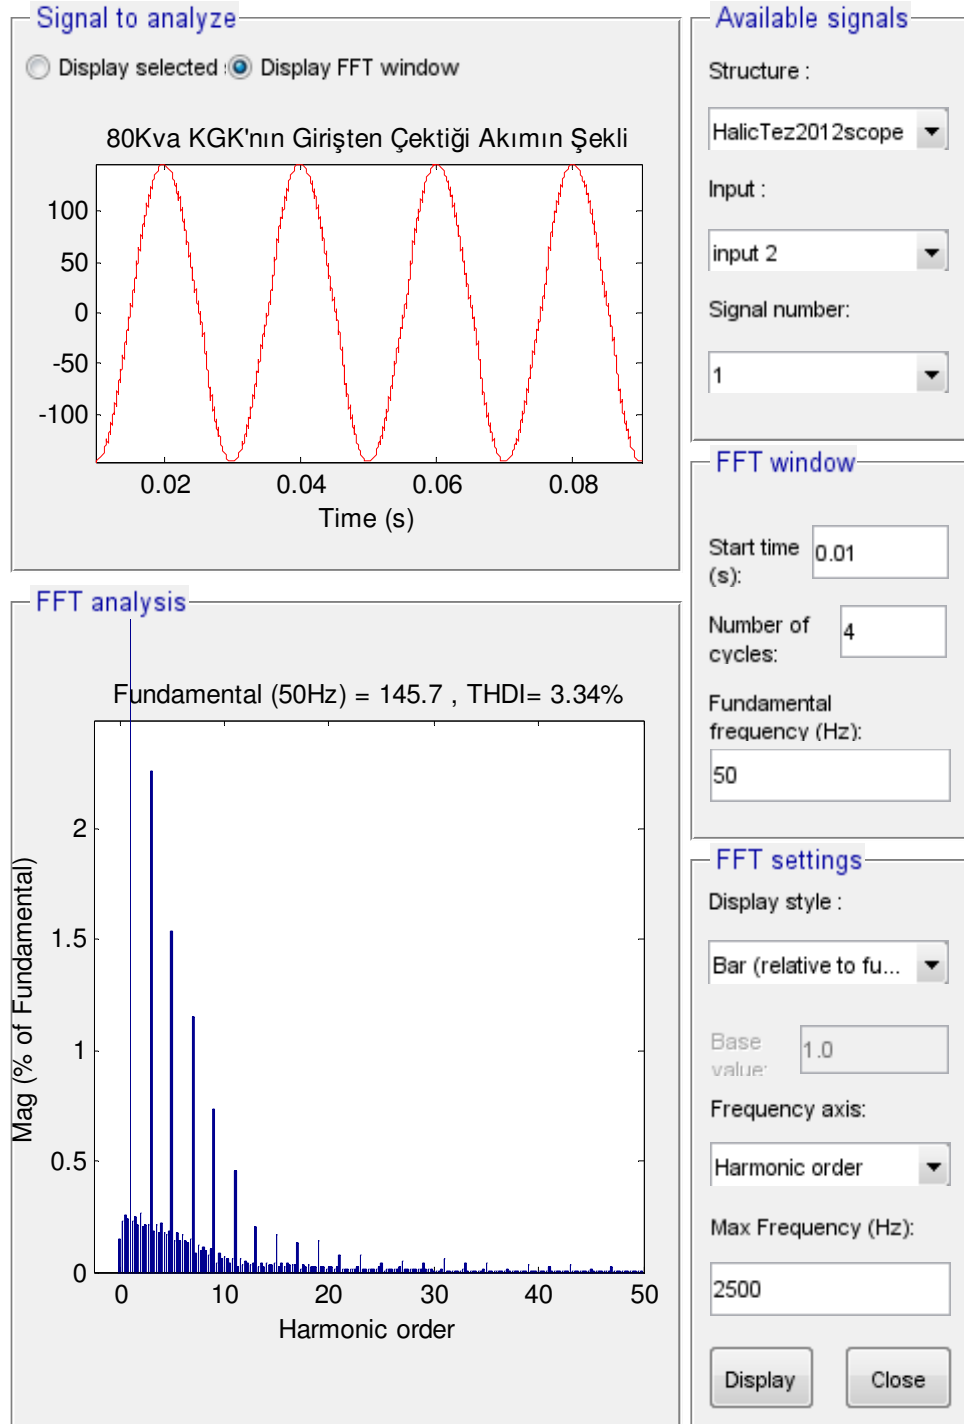 Signal to analyze
Display selected :
Display FFT window
80Kva KGK'nın Girişten Çektiği Akımın Şekli
100
50
0
-50
-100
0.02 0.04 0.06 0.08
Time (s)
FFT analysis
Fundamental (50Hz) = 145.7 , THDI= 3.34%
Mag (% of Fundamental)
2
1.5
1
0.5
0
0 10 20 30 40 50
Harmonic order
Available signals
Structure :
HalicTez2012scope
Input :
input 2
Signal number:
1
FFT window
Start time
(s):
0.01
Number of
cycles:
4
Fundamental
frequency (Hz):
50
FFT settings
Display style :
Bar (relative to fu...
Base
value:
1.0
Frequency axis:
Harmonic order
Max Frequency (Hz):
2500
Display
Close